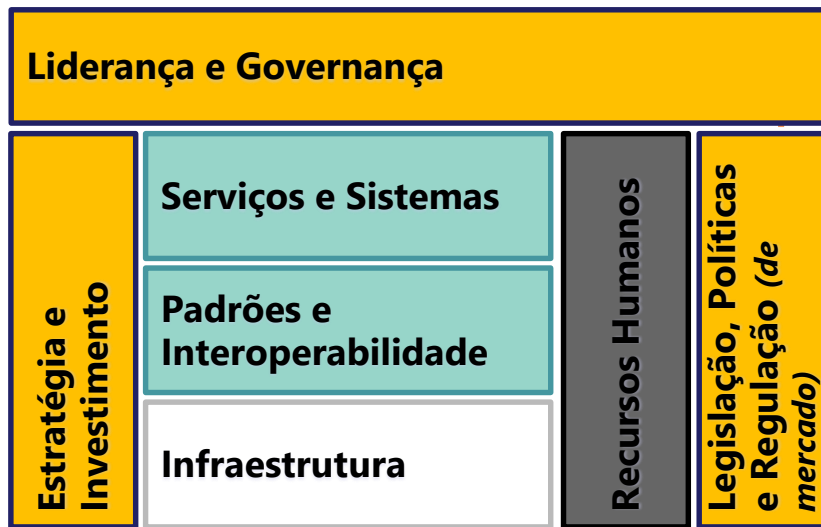 Liderança e Governança
Estratégia e
Investimento
Serviços e Sistemas
Padrões e
Interoperabilidade
Infraestrutura
Recursos Humanos
Legislação, Políticas
e Regulação (de
mercado)